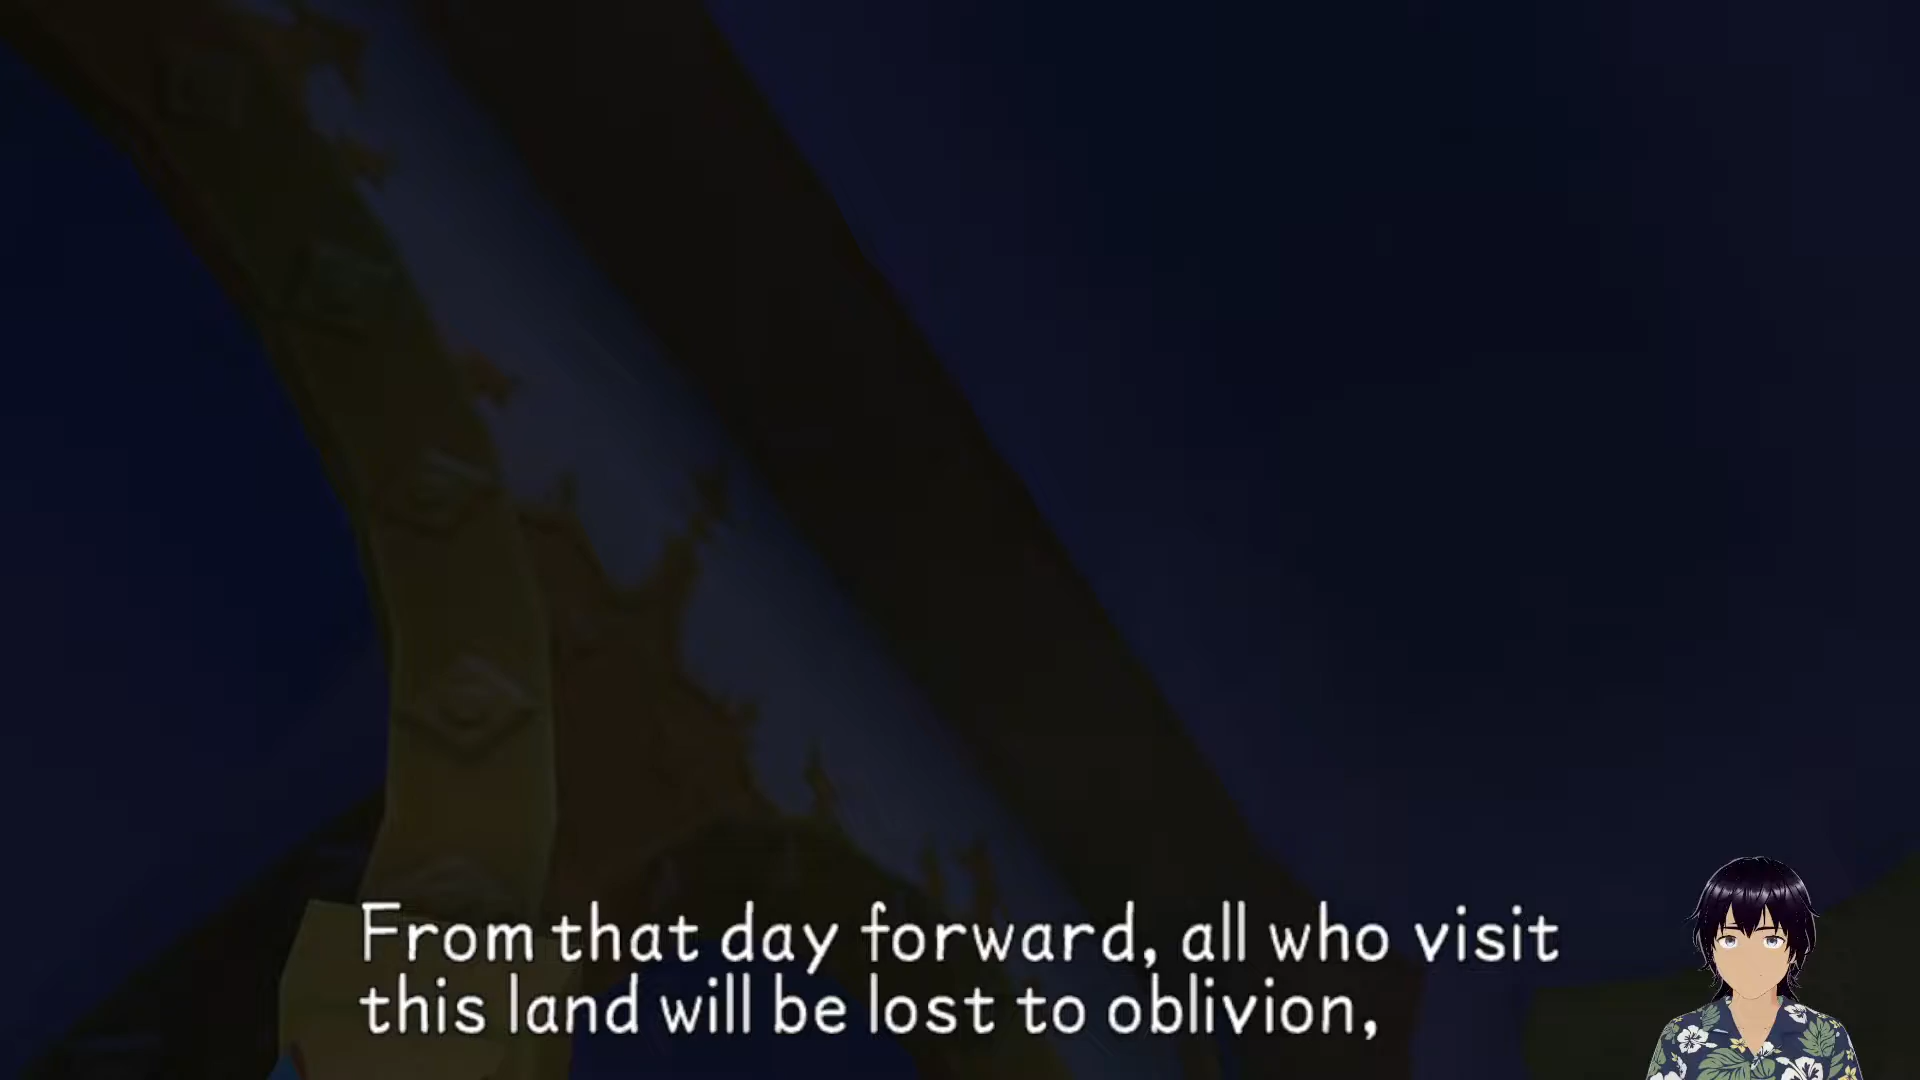 From that day forward, all who visit
this land will be lost to oblivion,